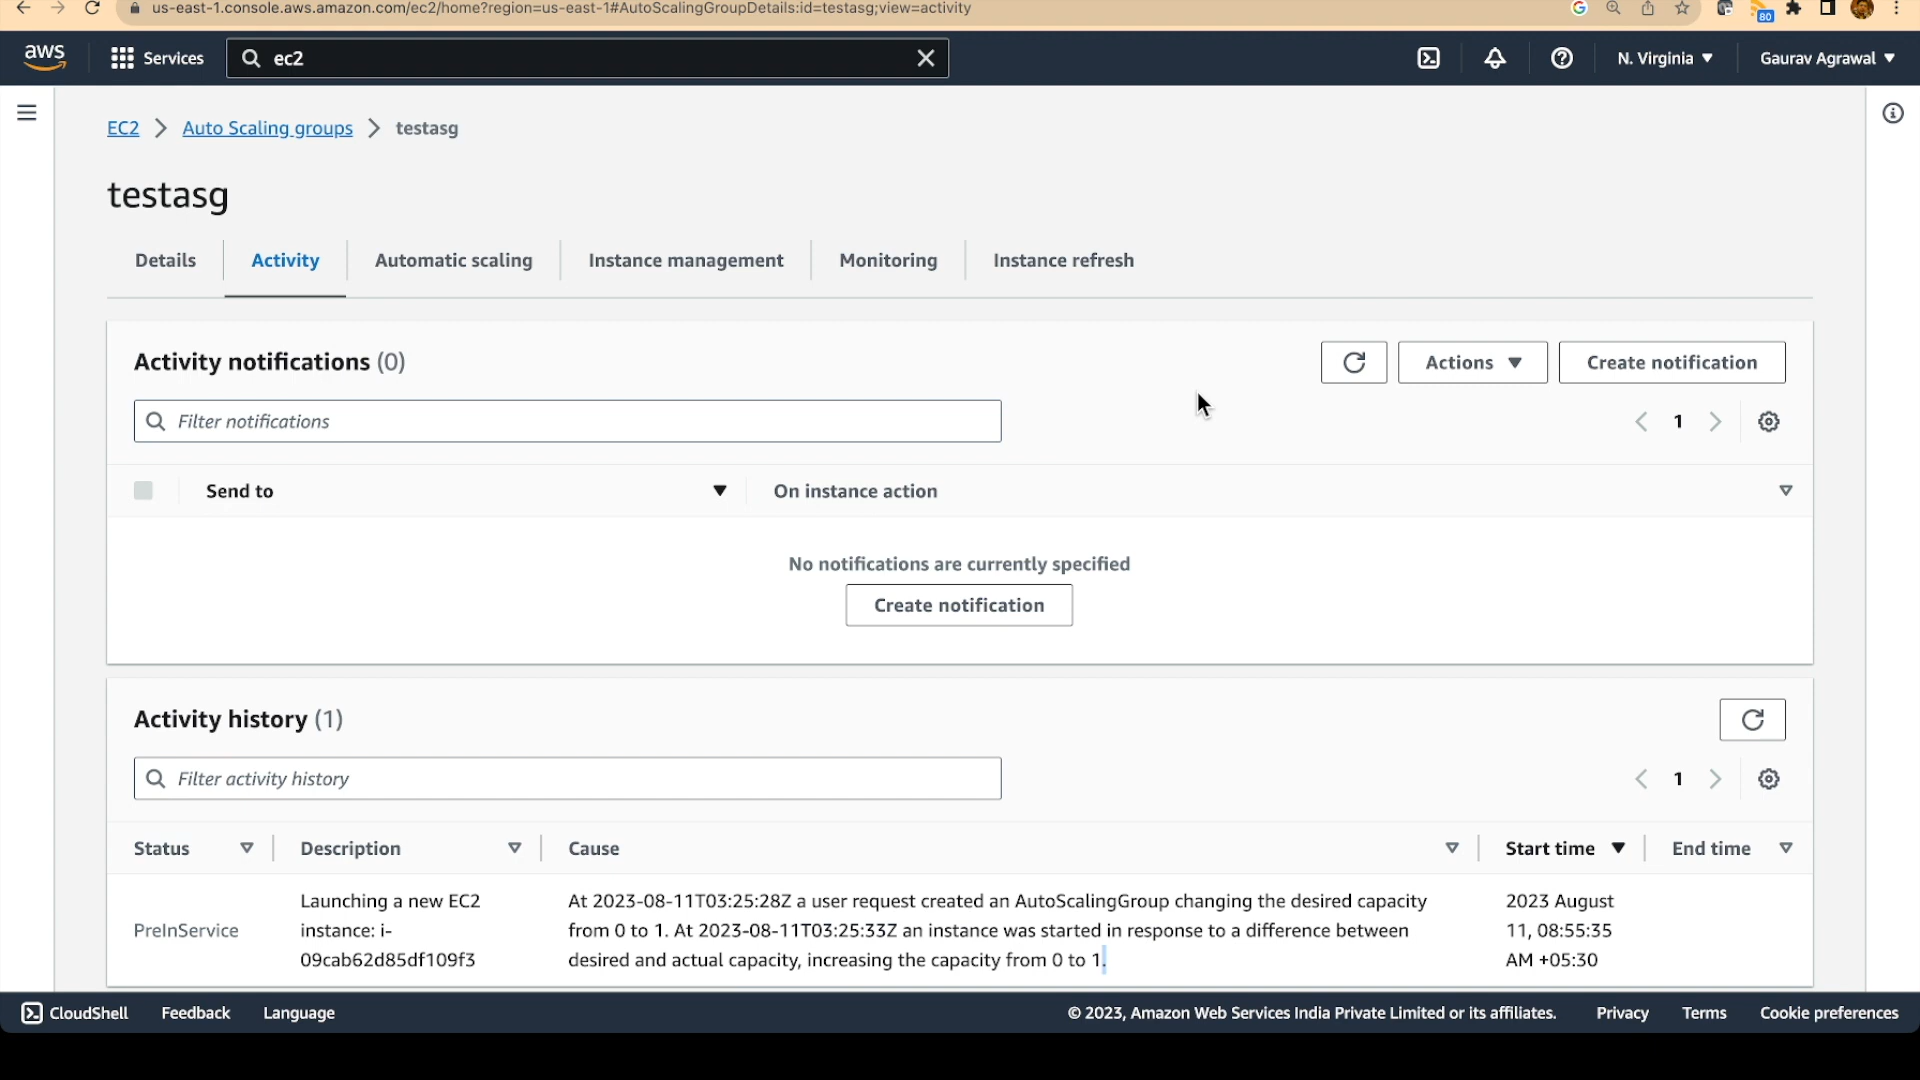 us-east-1.console.aws.amazon.com/ec2/home?region=us-east-1#AutoScalingGroupDetails:id=testasg;view=activity
80
aws
Services
ec2
N. Virginia
Gaurav Agrawal
EC2
Auto Scaling groups
testasg
testasg
Details
Activity
Automatic scaling
Instance management
Monitoring
Instance refresh
Activity notifications (0)
Actions
Create notification
Filter notifications
1
Send to
On instance action
No notifications are currently specified
Create notification
Activity history (1)
Filter activity history
1
Status
Description
Cause
Start time
End time
PreInService
Launching a new EC2
instance: i-
09cab62d85df109f3
At 2023-08-11T03:25:28Z a user request created an AutoScalingGroup changing the desired capacity
from 0 to 1. At 2023-08-11T03:25:33Z an instance was started in response to a difference between
desired and actual capacity, increasing the capacity from 0 to 1.
2023 August
11, 08:55:35
AM +05:30
CloudShell
Feedback
Language
© 2023, Amazon Web Services India Private Limited or its affiliates.
Privacy
Terms
Cookie preferences